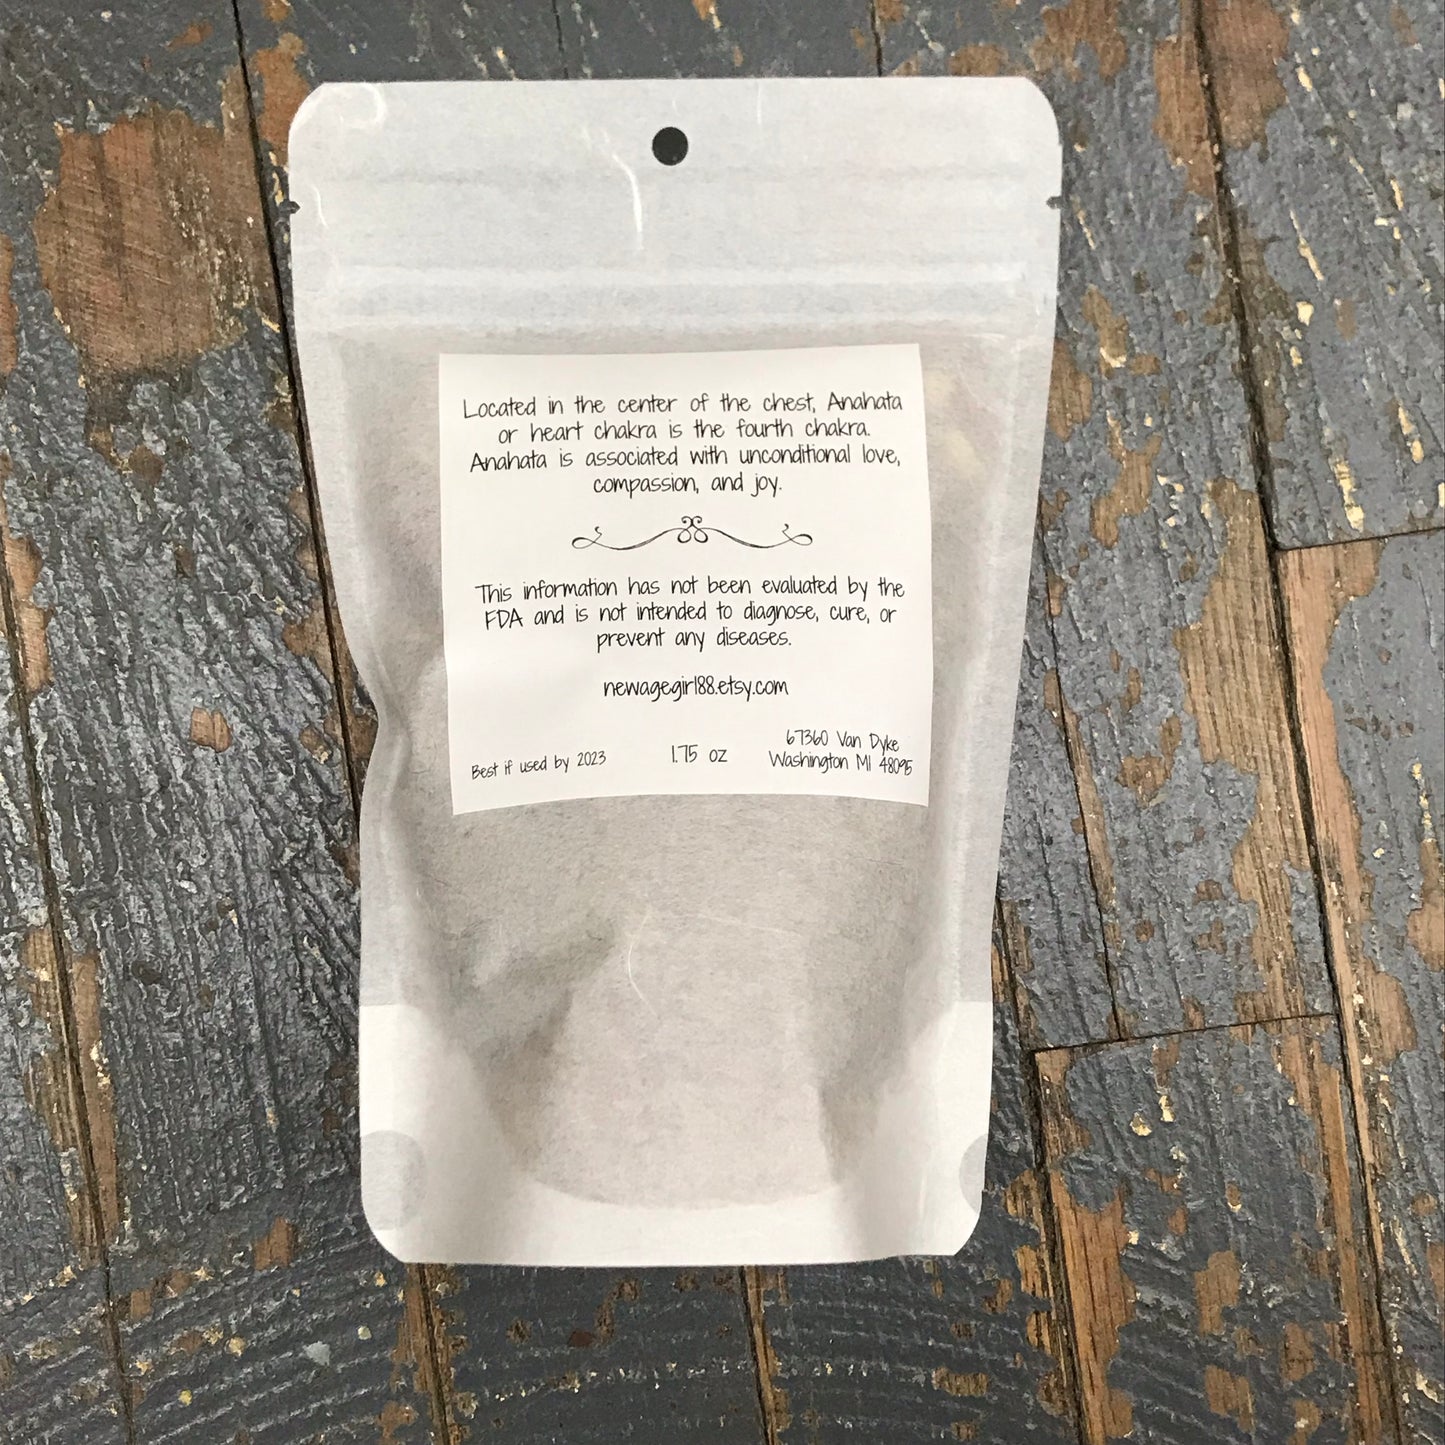 Located in the center of the chest, Anahata
or heart chakra is the fourth chakra.
Anahata is associated with unconditional love,
compassion, and joy.
This information has not been evaluated by the
FDA and is not intended to diagnose, cure, or
prevent any diseases.
newagegirl88.etsy.com
Best if used by 2023
1.75 oz
67360 Van Dyke
Washington MI 48095